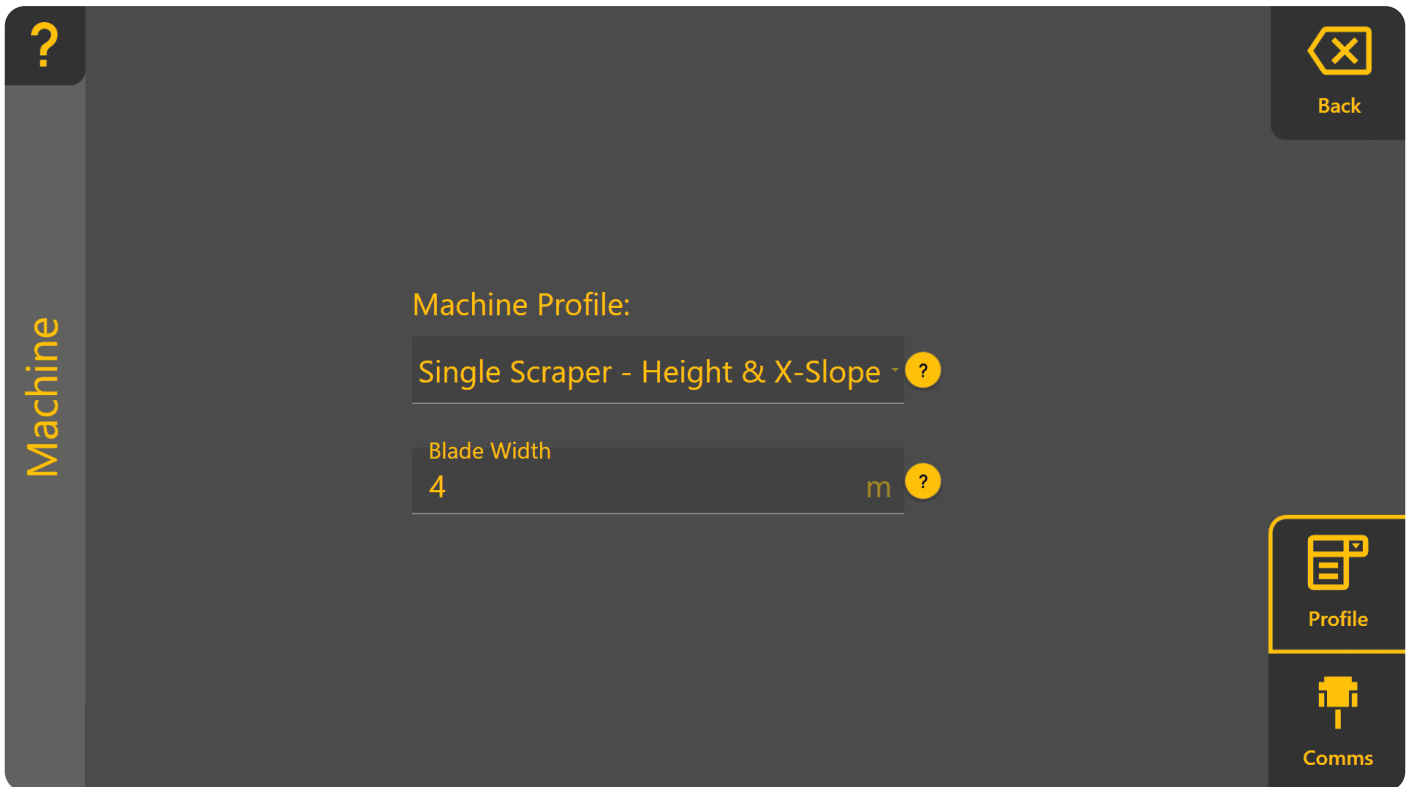 ?
Back
Machine
Machine Profile:
Single Scraper - Height & X-Slope
?
Blade Width
4
m
?
Profile
Comms